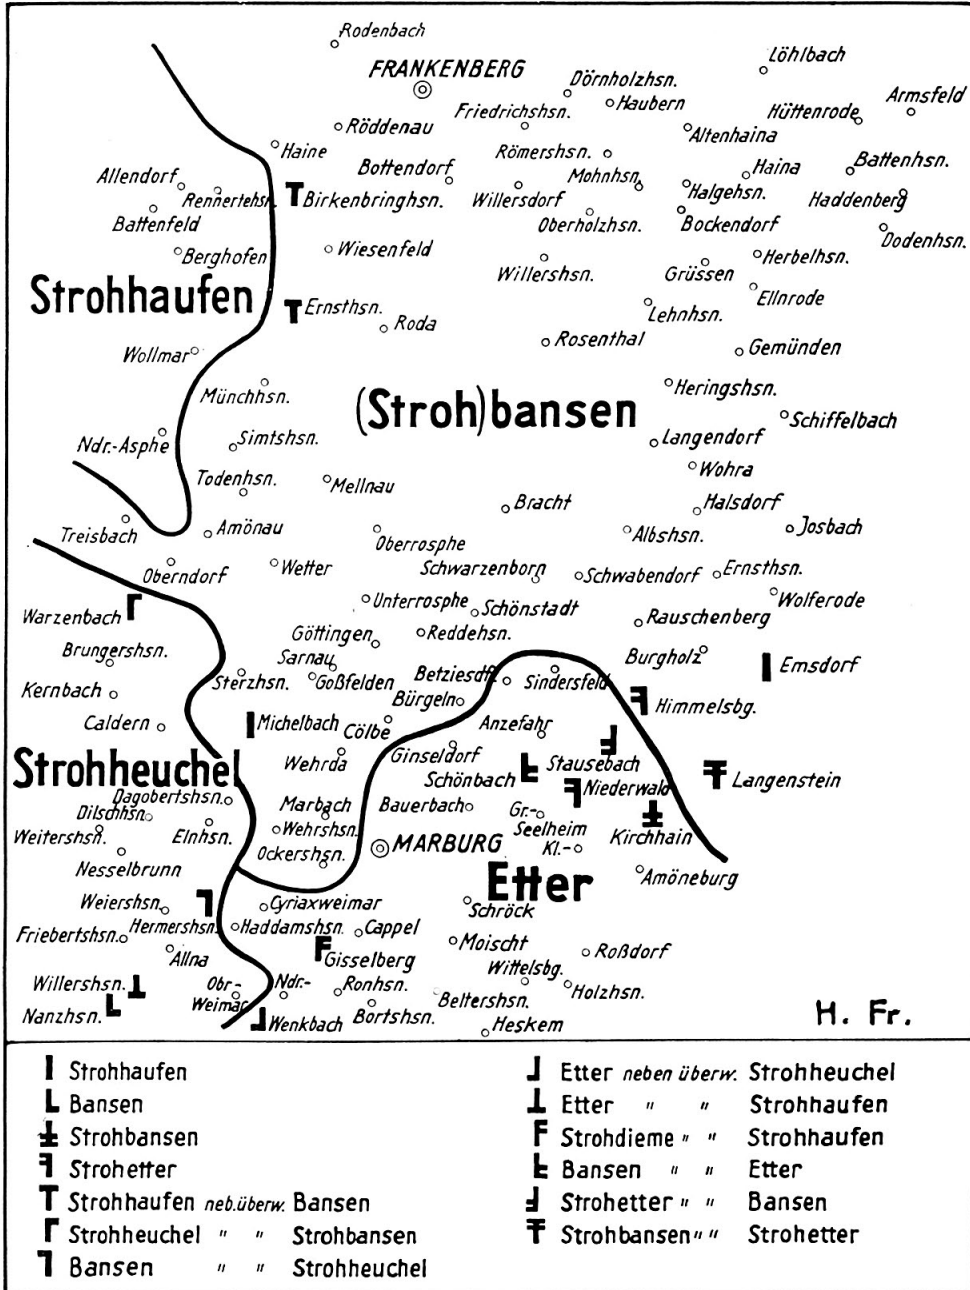 Rodenbach
Löhlbach
FRANKENBERG
Dörnholzhsn.
Armsfeld
Haubern
Friedrichshsn.
Hüttenrode
Röddenau
Altenhaina
Haine
Römershsn.
Bottendorf
Haina
Battenhsn.
Allendorf
Mohnhsn.
Rennertehsn.
Birkenbringhsn.
Willersdorf
Halgehsn.
Haddenberg
Battenfeld
Oberholzhsn.
Bockendorf
Dodenhsn.
Berghofen
Wiesenfeld
Herbelhsn.
Willershsn.
Grüssen
Strohhaufen
Ellnrode
Ernsthsn.
Lehnhsn.
Roda
Rosenthal
Gemünden
Wollmar
Münchhsn.
Heringshsn.
(Stroh)bansen
Schiffelbach
Ndr.-Asphe
Simtshsn.
Langendorf
Wohra
Todenhsn.
Mellnau
Bracht
Halsdorf
Treisbach
Amönau
Albshsn.
Josbach
Oberrosphe
Oberndorf
Wetter
Schwarzenborn
Schwabendorf
Ernsthsn.
Warzenbach
Unterrosphe
Schönstadt
Wolferode
Rauschenberg
Göttingen
Reddehsn.
Brungershsn.
Sarnau
Burgholz
Emsdorf
Kernbach
Sterzhsn.
Goßfelden
Betziesdf.
Sindersfeld
Bürgeln
Himmelsbg.
Caldern
Michelbach
Cölbe
Anzefahr
Strohheuchel
Wehrda
Ginseldorf
Stausebach
Schönbach
Niederwald
Langenstein
Dagobertshsn.
Marbach
Bauerbach
Gr.-
Dilschhsn.
Seelheim
Weitershsn.
Elnhsn.
Wehrshsn.
Kl.-
Kirchhain
Ockershsn.
MARBURG
Nesselbrunn
Etter
Amöneburg
Weiershsn.
Cyriaxweimar
Schröck
Friebertshsn.
Hermershsn.
Haddamshsn.
Cappel
Moischt
Roßdorf
Allna
Gisselberg
Wittelsbg.
Willershsn.
Obr-
Weimar
Ndr.-
Ronhsn.
Beltershsn.
Holzhsn.
Nanzhsn.
Wenkbach
Bortshsn.
Heskem
H. Fr.
Strohhaufen
Bansen
Strohbansen
Strohetter
Strohhaufen neb.überw. Bansen
Strohheuchel " " Strohbansen
Bansen " " Strohheuchel
Etter neben überw. Strohheuchel
Etter " " Strohhaufen
Strohdieme " " Strohhaufen
Bansen " " Etter
Strohetter " " Bansen
Strohbansen " " Strohetter